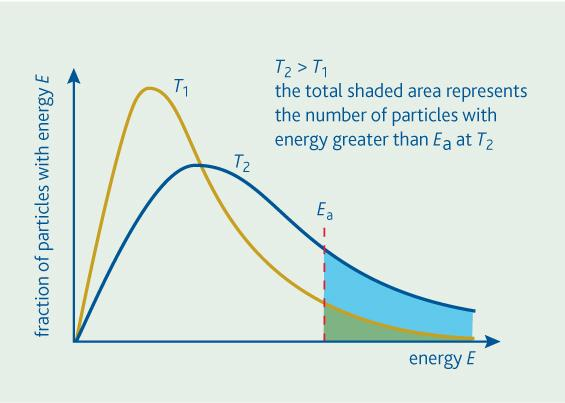 T₂ > T₁
the total shaded area represents
the number of particles with
energy greater than Eₐ at T₂
T₁
T₂
Eₐ
fraction of particles with energy E
energy E